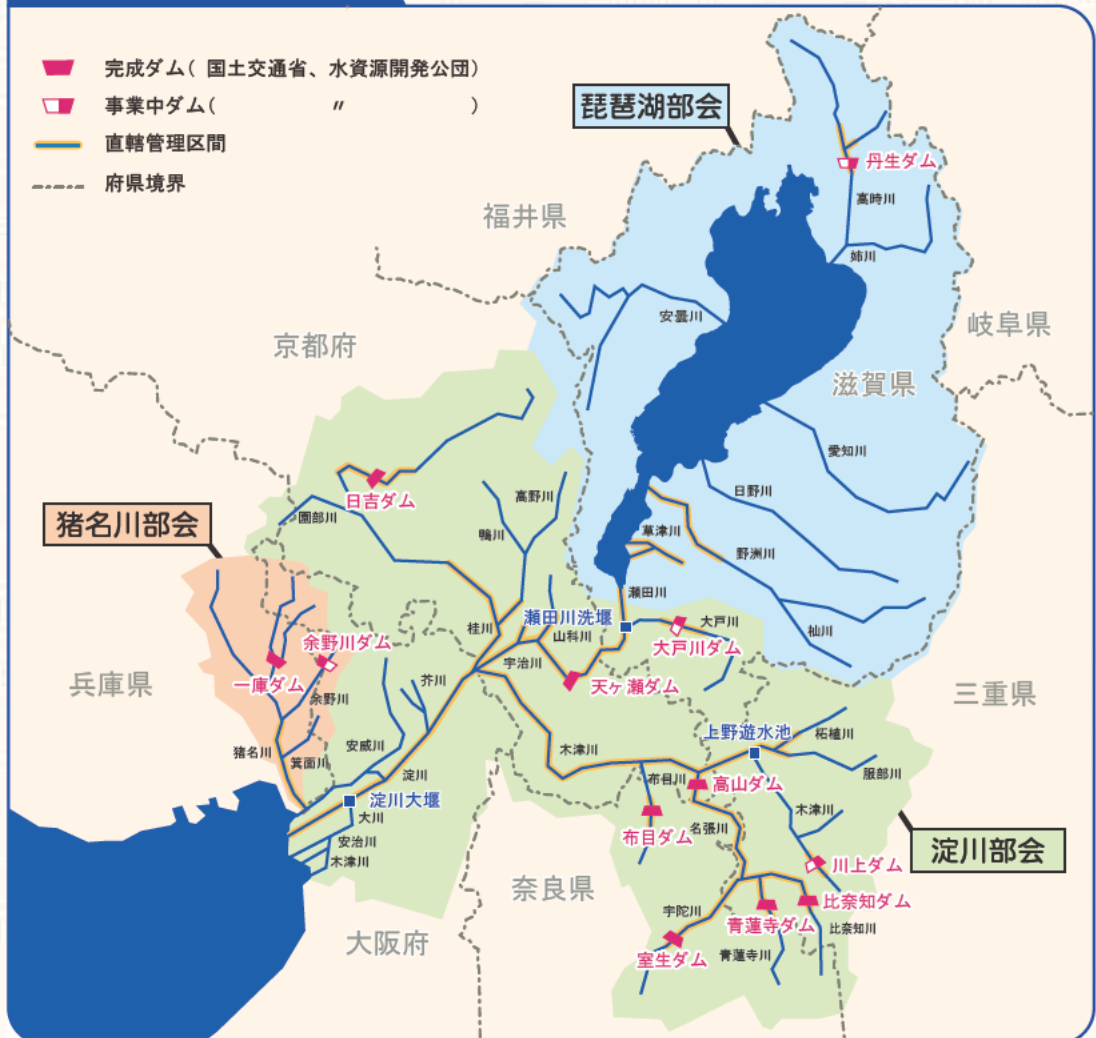 完成ダム( 国土交通省、水資源開発公団)
事業中ダム( 〃 )
直轄管理区間
府県境界
琵琶湖部会
丹生ダム
高時川
福井県
姉川
安曇川
岐阜県
京都府
滋賀県
愛知川
日野川
日吉ダム
高野川
園部川
鴨川
草津川
猪名川部会
野洲川
瀬田川
瀬田川洗堰
大戸川
桂川
山科川
杣川
余野川ダム
大戸川ダム
宇治川
兵庫県
一庫ダム
天ヶ瀬ダム
芥川
三重県
余野川
上野遊水池
柘植川
猪名川
安威川
木津川
箕面川
服部川
淀川
布目川
高山ダム
淀川大堰
木津川
大川
名張川
布目ダム
安治川
淀川部会
木津川
川上ダム
奈良県
比奈知ダム
宇陀川
青蓮寺ダム
比奈知川
大阪府
室生ダム
青蓮寺川